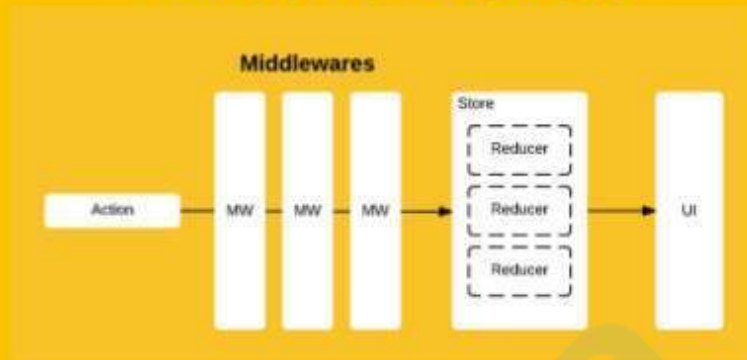 Middlewares
Store
Reducer
Action
MW
MW
MW
Reducer
UI
Reducer